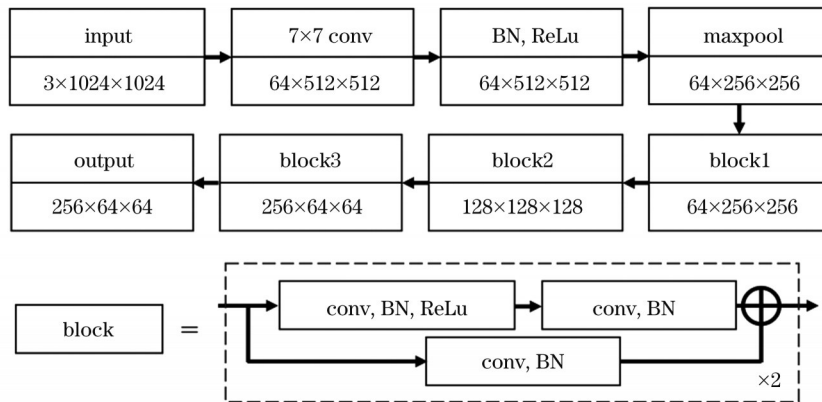 input
3×1024×1024
7×7 conv
64×512×512
BN, ReLu
64×512×512
maxpool
64×256×256
block1
64×256×256
block2
128×128×128
block3
256×64×64
output
256×64×64
block
=
conv, BN, ReLu
conv, BN
conv, BN
×2